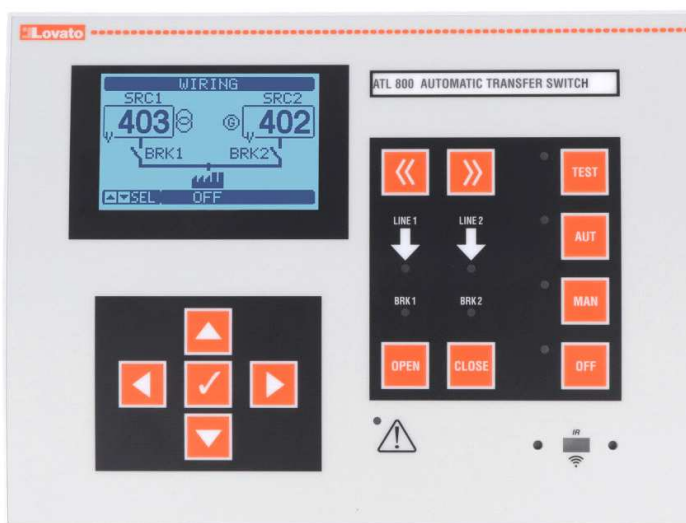 Lovato
WIRING
SRC1 SRC2
403 G 402
V V
BRK1 BRK2
SEL OFF
ATL 800 AUTOMATIC TRANSFER SWITCH
TEST
LINE 1 LINE 2
AUT
BRK1 BRK2
MAN
OPEN CLOSE OFF
IR